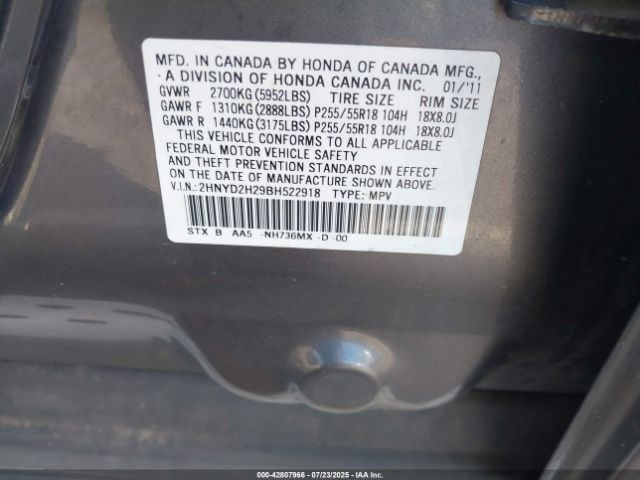 MFD. IN CANADA BY HONDA OF CANADA MFG.,
A DIVISION OF HONDA CANADA INC. 01/'11
GVWR 2700KG(5952LBS) TIRE SIZE RIM SIZE
GAWR F 1310KG(2888LBS) P255/55R18 104H 18X8.0J
GAWR R 1440KG(3175LBS) P255/55R18 104H 18X8.0J
THIS VEHICLE CONFORMS TO ALL APPLICABLE
FEDERAL MOTOR VEHICLE SAFETY
AND THEFT PREVENTION STANDARDS IN EFFECT
ON THE DATE OF MANUFACTURE SHOWN ABOVE.
V.I.N.: 2HNYD2H29BH522918 TYPE: MPV
STX B AA5 -NH736MX -D -00
000-42807966 - 07/23/2025 - IAA Inc.